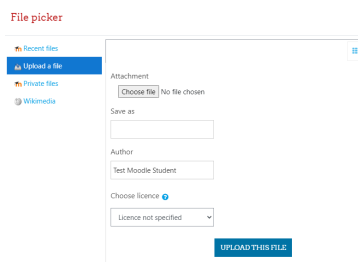 File picker
Recent files
Upload a file
Private files
Wikimedia
Attachment
Choose file No file chosen
Save as
Author
Test Moodle Student
Choose licence
Licence not specified
UPLOAD THIS FILE